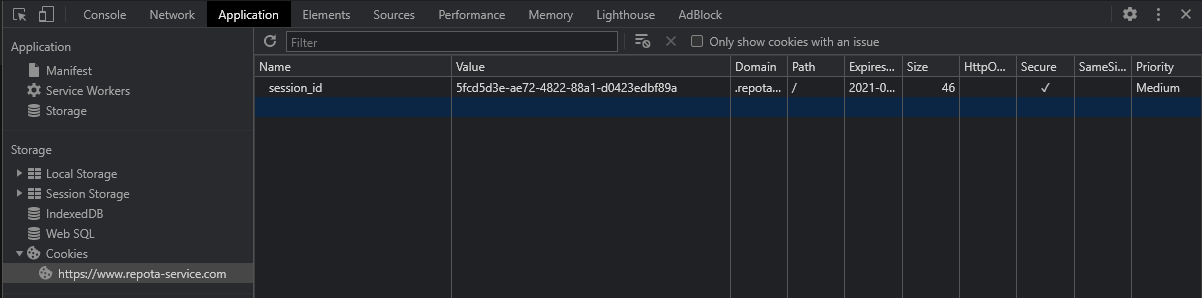 Console Network Application Elements Sources Performance Memory Lighthouse AdBlock
Application
Manifest
Service Workers
Storage
Storage
Local Storage
Session Storage
IndexedDB
Web SQL
Cookies
https://www.repota-service.com
Filter Only show cookies with an issue
Name Value Domain Path Expires... Size HttpO... Secure SameSi... Priority
session_id 5fcd5d3e-ae72-4822-88a1-d0423edbf89a .repota... / 2021-0... 46 ✓ Medium